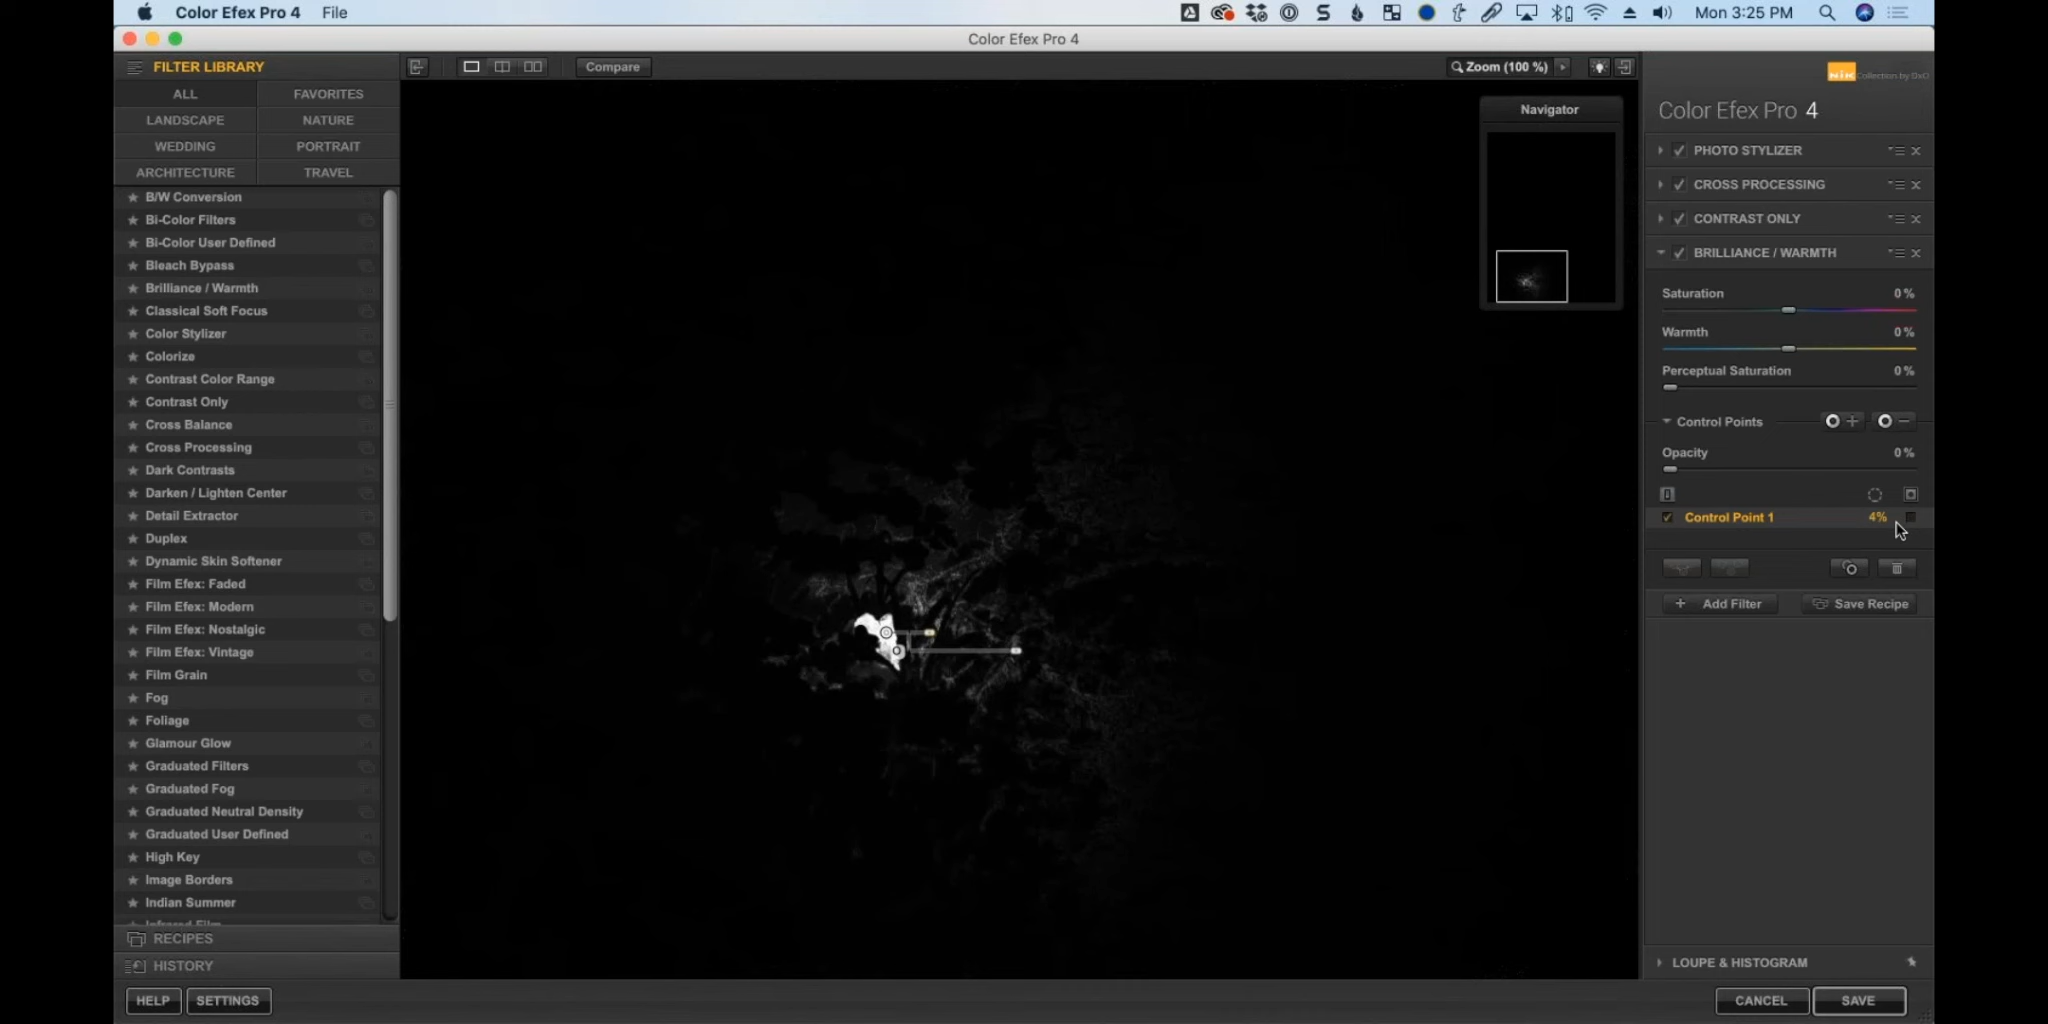 Color Efex Pro 4 File
Mon 3:25 PM
Color Efex Pro 4
FILTER LIBRARY
Compare
Zoom (100 %)
Nik Collection by DxO
ALL
FAVORITES
LANDSCAPE
NATURE
WEDDING
PORTRAIT
ARCHITECTURE
TRAVEL
B/W Conversion
Bi-Color Filters
Bi-Color User Defined
Bleach Bypass
Brilliance / Warmth
Classical Soft Focus
Color Stylizer
Colorize
Contrast Color Range
Contrast Only
Cross Balance
Cross Processing
Dark Contrasts
Darken / Lighten Center
Detail Extractor
Duplex
Dynamic Skin Softener
Film Efex: Faded
Film Efex: Modern
Film Efex: Nostalgic
Film Efex: Vintage
Film Grain
Fog
Foliage
Glamour Glow
Graduated Filters
Graduated Fog
Graduated Neutral Density
Graduated User Defined
High Key
Image Borders
Indian Summer
Infrared Film
RECIPES
HISTORY
HELP
SETTINGS
Navigator
Color Efex Pro 4
PHOTO STYLIZER
CROSS PROCESSING
CONTRAST ONLY
BRILLIANCE / WARMTH
Saturation 0 %
Warmth 0 %
Perceptual Saturation 0 %
Control Points
Opacity 0 %
Control Point 1 4%
Add Filter
Save Recipe
LOUPE & HISTOGRAM
CANCEL
SAVE